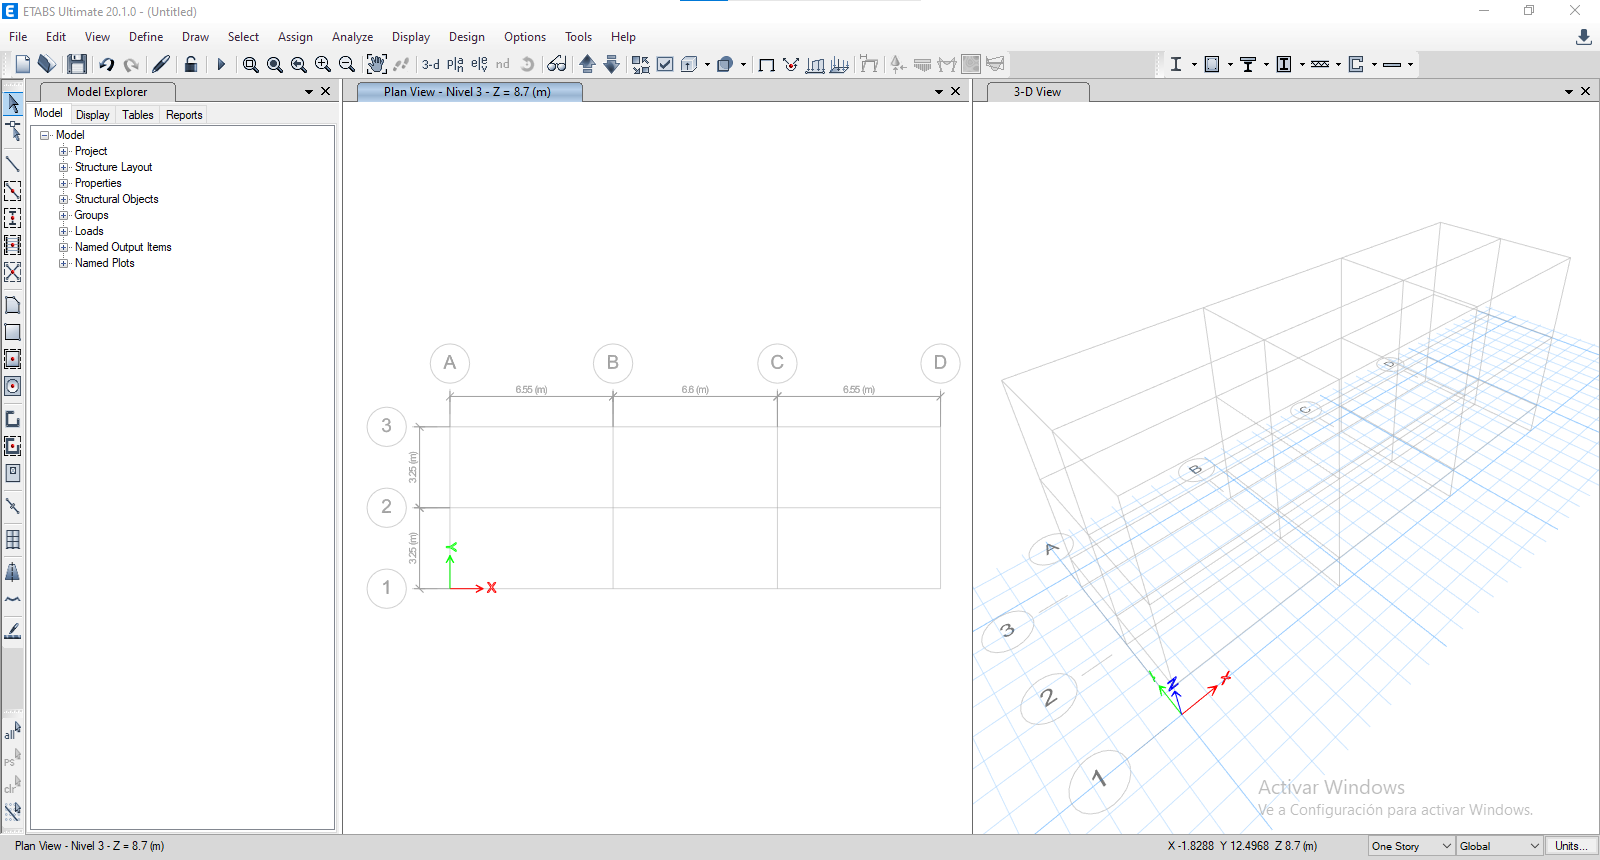 ETABS Ultimate 20.1.0 - (Untitled)
File Edit View Define Draw Select Assign Analyze Display Design Options Tools Help
3-d pla ele nd
Model Explorer
Plan View - Nivel 3 - Z = 8.7 (m)
3-D View
Model Display Tables Reports
Model
Project
Structure Layout
Properties
Structural Objects
Groups
Loads
Named Output Items
Named Plots
A B C D
6.55 (m) 6.6 (m) 6.55 (m)
3
3.25 (m)
2
3.25 (m)
Y
1
X
D
C
B
A
3
2
1
Y Z X
all
ps
clr
Activar Windows
Ve a Configuración para activar Windows.
Plan View - Nivel 3 - Z = 8.7 (m)
X -1.8288 Y 12.4968 Z 8.7 (m)
One Story Global Units...